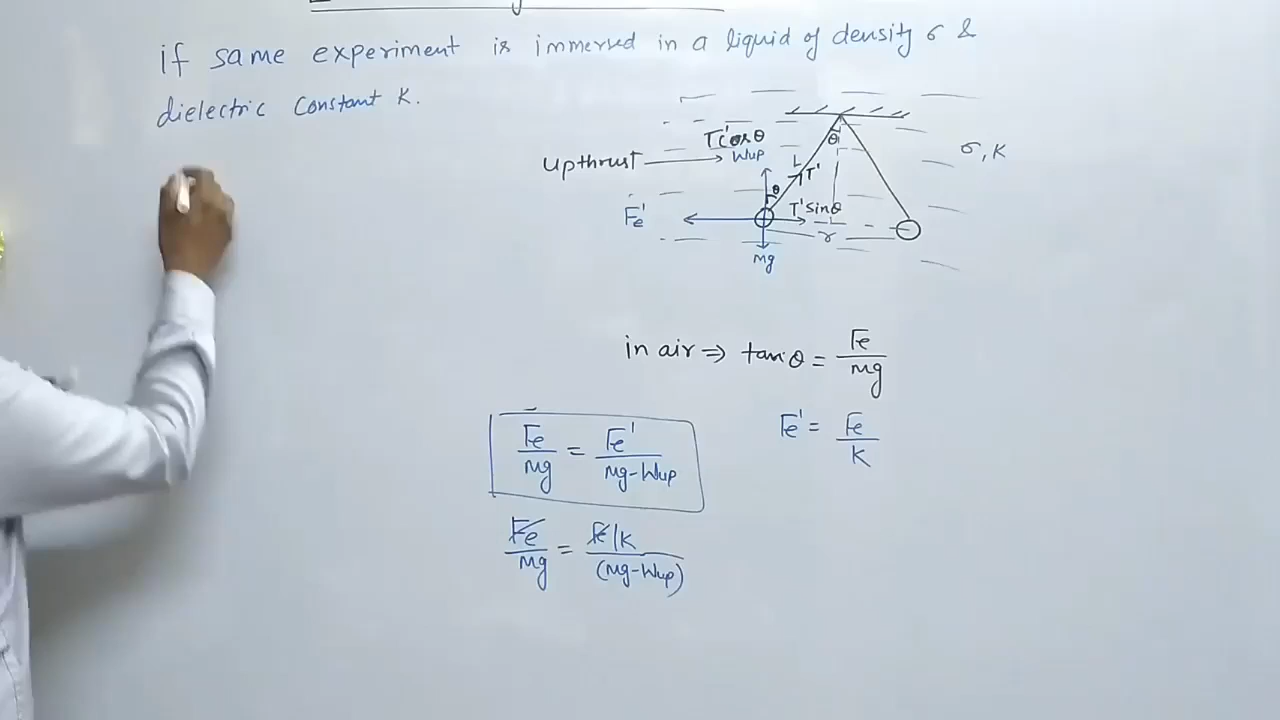 if same experiment is immersed in a liquid of density σ &
dielectric Constant K.
T'cosθ
upthrust → Wup
θ
L
T'
θ
σ, K
Fe'
T'sinθ
r
mg
in air ⇒ tanθ = Fe/mg
Fe/mg = Fe'/mg-Wup
Fe' = Fe/K
Fe/mg = Fe/K/(mg-Wup)